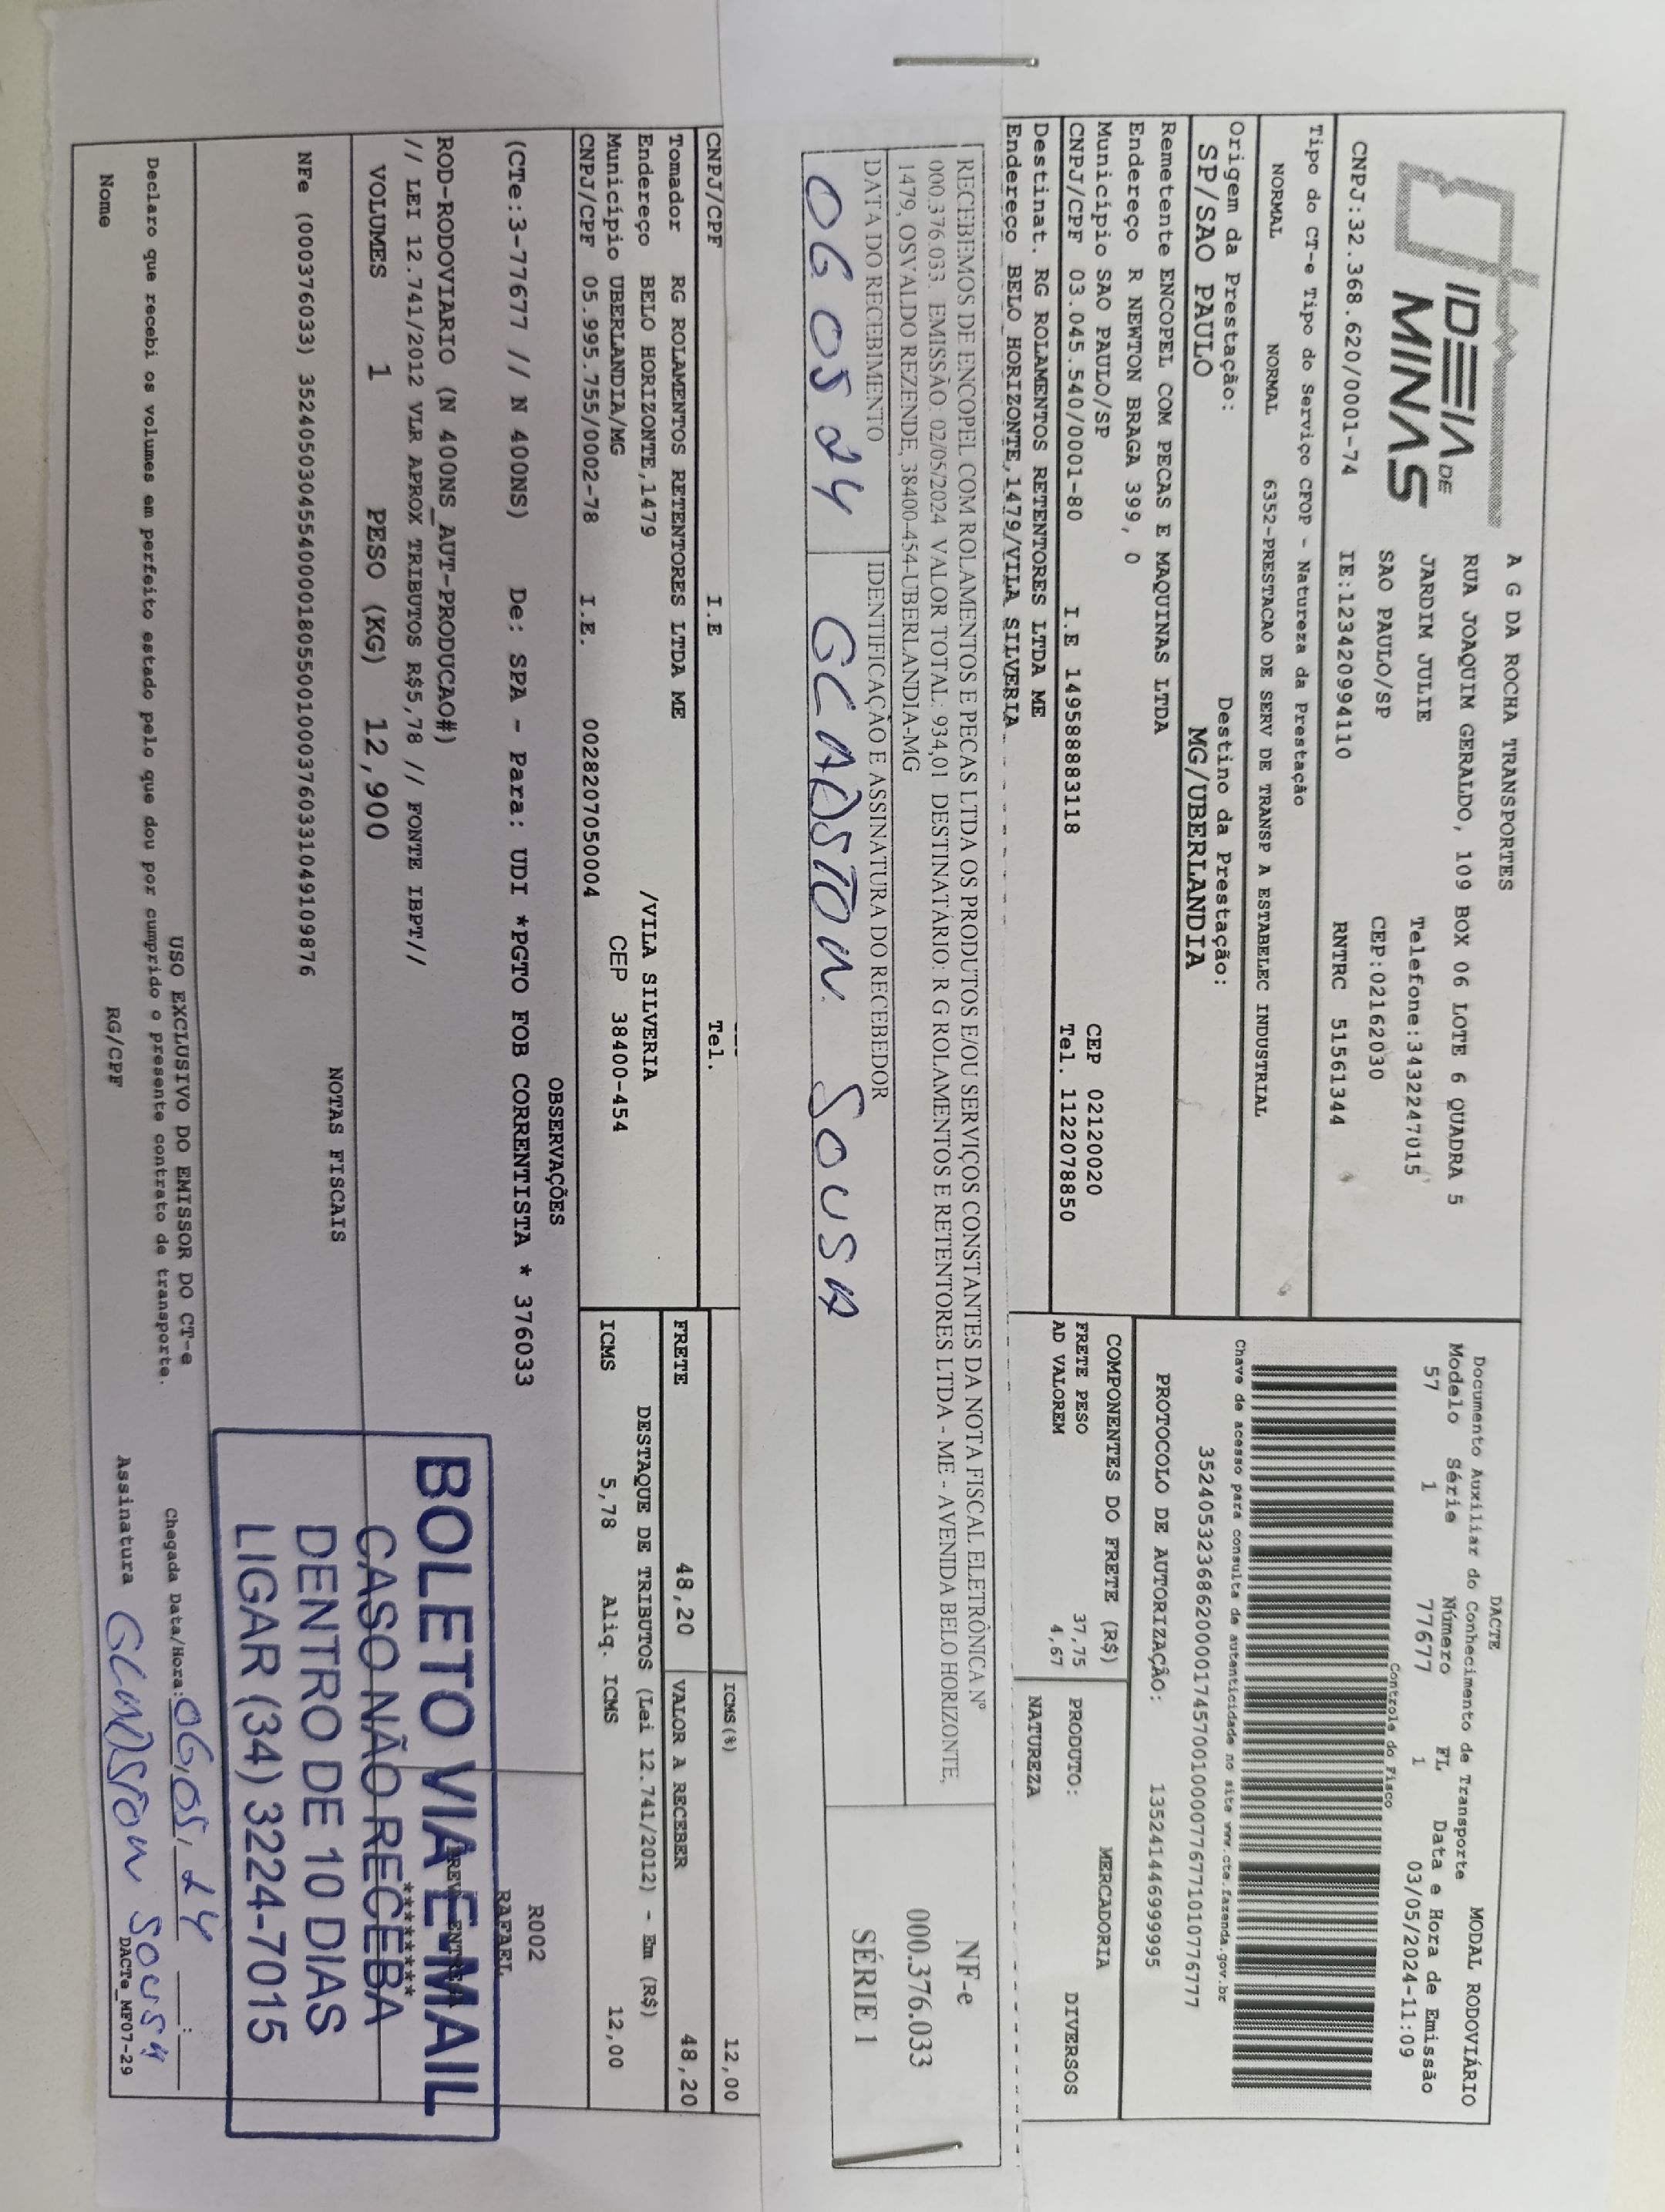 IDEIA DE
MINAS
A G DA ROCHA TRANSPORTES
RUA JOAQUIM GERALDO, 109 BOX 06 LOTE 6 QUADRA 5
JARDIM JULIE Telefone:3432247015
SAO PAULO/SP CEP:02162030
CNPJ:32.368.620/0001-74 IE:123420994110 RNTRC 51561344
DACTE MODAL RODOVIÁRIO
Documento Auxiliar do Conhecimento de Transporte
Modelo Série Número FL Data e Hora de Emissão
57 1 77677 1 03/05/2024-11:09
Controle do Fisco
Tipo do CT-e Tipo do Serviço CFOP - Natureza da Prestação
NORMAL NORMAL 6352-PRESTACAO DE SERV DE TRANSP A ESTABELEC INDUSTRIAL
Chave de acesso para consulta de autenticidade no site www.cte.fazenda.gov.br
35240532368620000174570010000776771010776777
Origem da Prestação: Destino da Prestação:
SP/SAO PAULO MG/UBERLANDIA
PROTOCOLO DE AUTORIZAÇÃO: 135241446999995
Remetente ENCOPEL COM PECAS E MAQUINAS LTDA
Endereço R NEWTON BRAGA 399, 0
Município SAO PAULO/SP CEP 02120020
CNPJ/CPF 03.045.540/0001-80 I.E 149588883118 Tel. 1122078850
COMPONENTES DO FRETE (R$) MERCADORIA
FRETE PESO 37,75 PRODUTO: DIVERSOS
AD VALOREM 4,67
NATUREZA
Destinat. RG ROLAMENTOS RETENTORES LTDA ME
Endereço BELO HORIZONTE,1479/VILA SILVERIA
RECEBEMOS DE ENCOPEL COM ROLAMENTOS E PECAS LTDA OS PRODUTOS E/OU SERVIÇOS CONSTANTES DA NOTA FISCAL ELETRÔNICA Nº
000.376.033. EMISSÃO: 02/05/2024 VALOR TOTAL: 934,01 DESTINATÁRIO: R G ROLAMENTOS E RETENTORES LTDA - ME - AVENIDA BELO HORIZONTE,
1479, OSVALDO REZENDE, 38400-454-UBERLANDIA-MG
NF-e
000.376.033
SÉRIE 1
DATA DO RECEBIMENTO IDENTIFICAÇÃO E ASSINATURA DO RECEBEDOR
06 05 24 GLADSTON SOUSA
CNPJ/CPF I.E Tel. ICMS(%) 12,00
Tomador RG ROLAMENTOS RETENTORES LTDA ME
FRETE 48,20 VALOR A RECEBER 48,20
Endereço BELO HORIZONTE,1479 /VILA SILVERIA
Município UBERLANDIA/MG CEP 38400-454
CNPJ/CPF 05.995.755/0002-78 I.E. 0028207050004
DESTAQUE DE TRIBUTOS (Lei 12.741/2012) - Em (R$)
ICMS 5,78 Aliq. ICMS 12,00
OBSERVAÇÕES
(CTe:3-77677 // N 400NS) De: SPA - Para: UDI *PGTO FOB CORRENTISTA * 376033
R002
RAFAEL
ROD-RODOVIARIO (N 400NS_AUT-PRODUCAO#)
// LEI 12.741/2012 VLR APROX TRIBUTOS R$5,78 // FONTE IBPT//
VOLUMES 1 PESO (KG) 12,900
********
NOTAS FISCAIS
NFe (000376033) 35240503045540000180550010003760331049109876
BOLETO VIA E-MAIL
CASO NÃO RECEBA
DENTRO DE 10 DIAS
LIGAR (34) 3224-7015
USO EXCLUSIVO DO EMISSOR DO CT-e
Declaro que recebi os volumes em perfeito estado pelo que dou por cumprido o presente contrato de transporte.
Chegada Data/Hora: 06, 05, 24
Nome RG/CPF Assinatura GLADSTON SOUSA
DACTe_MF07-29